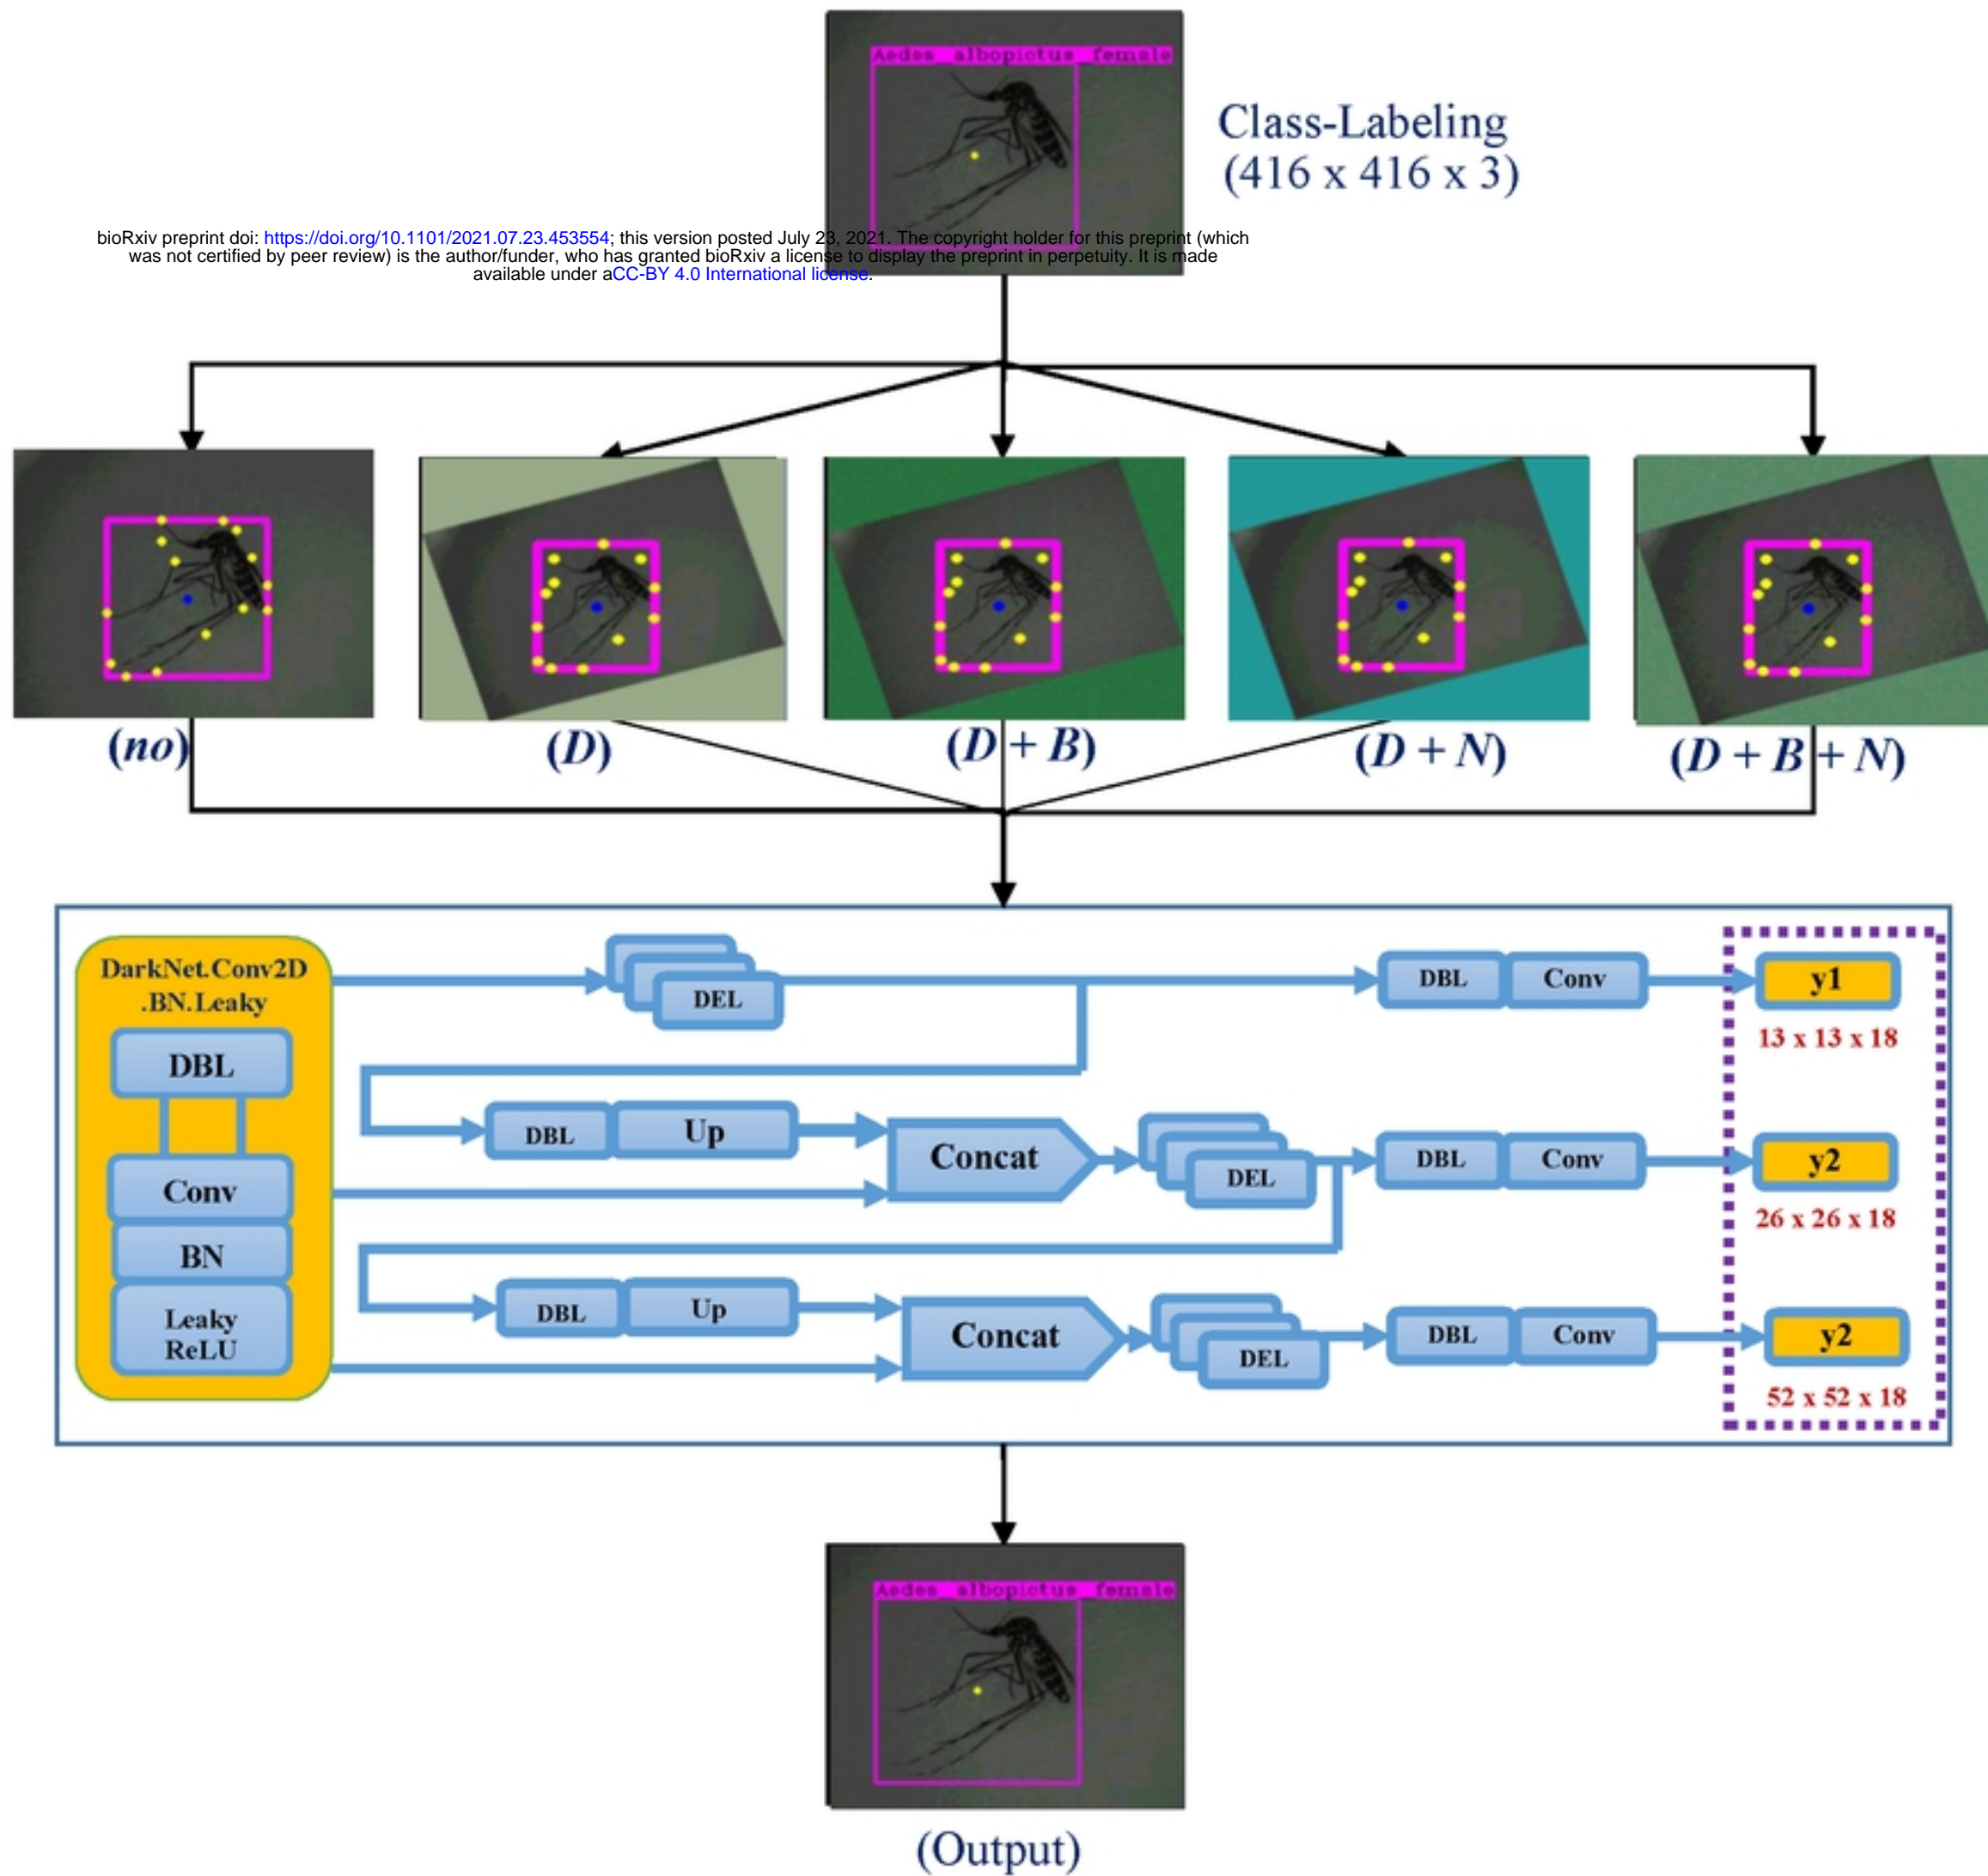 Aedes albopictus female
Class-Labeling
(416 x 416 x 3)
bioRxiv preprint doi: https://doi.org/10.1101/2021.07.23.453554; this version posted July 23, 2021. The copyright holder for this preprint (which
was not certified by peer review) is the author/funder, who has granted bioRxiv a license to display the preprint in perpetuity. It is made
available under aCC-BY 4.0 International license.
(no)
(D)
(D + B)
(D + N)
(D + B + N)
DarkNet.Conv2D
.BN.Leaky
DBL
Conv
BN
Leaky
ReLU
DEL
DBL
Conv
y1
13 x 13 x 18
DBL
Up
Concat
DEL
DBL
Conv
y2
26 x 26 x 18
DBL
Up
Concat
DEL
DBL
Conv
y2
52 x 52 x 18
Aedes albopictus female
(Output)